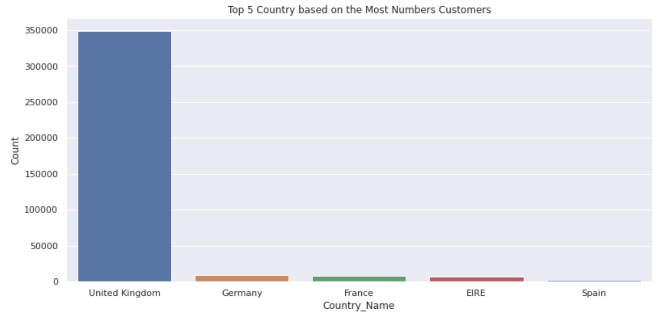 Top 5 Country based on the Most Numbers Customers
350000
300000
250000
200000
150000
100000
50000
0
Count
United Kingdom Germany France EIRE Spain
Country_Name